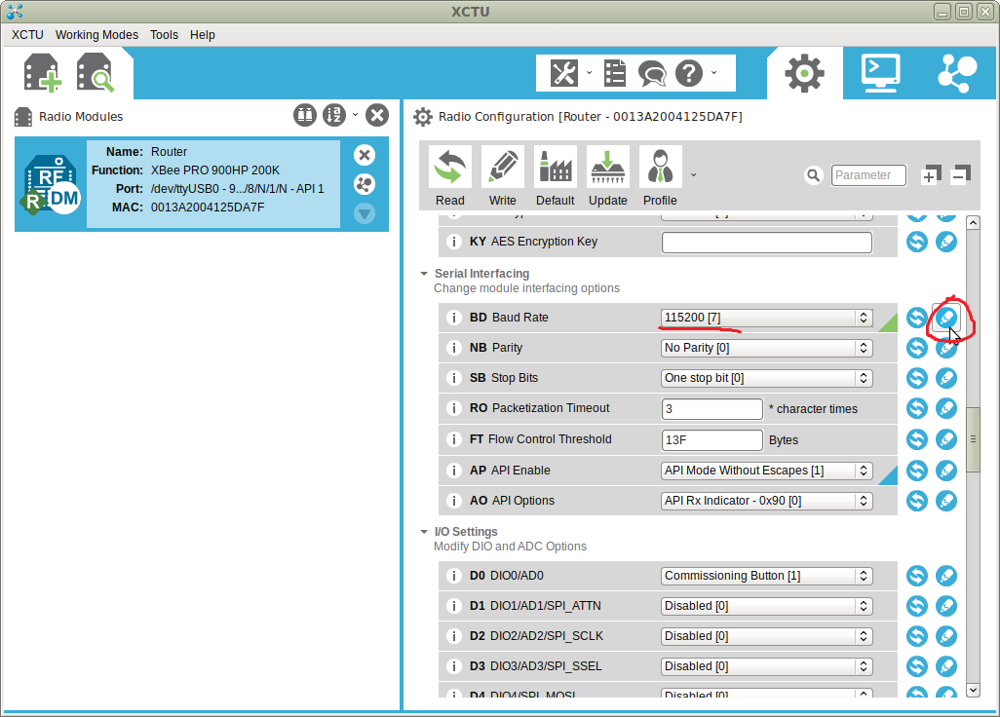 XCTU
XCTU Working Modes Tools Help
Radio Modules
Radio Configuration [Router - 0013A2004125DA7F]
RF
R
DM
Name: Router
Function: XBee PRO 900HP 200K
Port: /dev/ttyUSB0 - 9.../8/N/1/N - API 1
MAC: 0013A2004125DA7F
Read Write Default Update Profile
Parameter
i KY AES Encryption Key
Serial Interfacing
Change module interfacing options
i BD Baud Rate 115200 [7]
i NB Parity No Parity [0]
i SB Stop Bits One stop bit [0]
i RO Packetization Timeout 3 * character times
i FT Flow Control Threshold 13F Bytes
i AP API Enable API Mode Without Escapes [1]
i AO API Options API Rx Indicator - 0x90 [0]
I/O Settings
Modify DIO and ADC Options
i D0 DIO0/AD0 Commissioning Button [1]
i D1 DIO1/AD1/SPI_ATTN Disabled [0]
i D2 DIO2/AD2/SPI_SCLK Disabled [0]
i D3 DIO3/AD3/SPI_SSEL Disabled [0]
i D4 DIO4/SPI_MOSI Disabled [0]